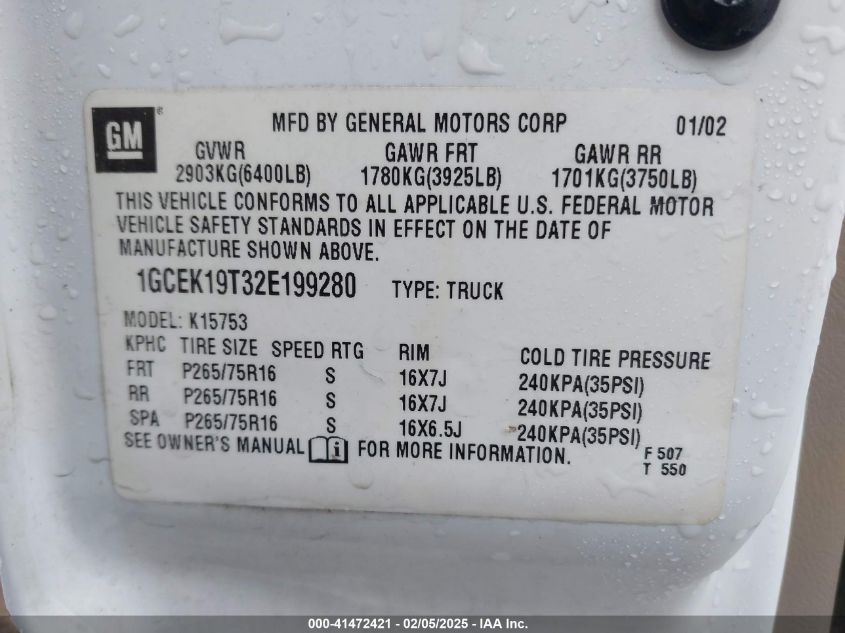 GM
MFD BY GENERAL MOTORS CORP 01/02
GVWR GAWR FRT GAWR RR
2903KG(6400LB) 1780KG(3925LB) 1701KG(3750LB)
THIS VEHICLE CONFORMS TO ALL APPLICABLE U.S. FEDERAL MOTOR
VEHICLE SAFETY STANDARDS IN EFFECT ON THE DATE OF
MANUFACTURE SHOWN ABOVE.
1GCEK19T32E199280 TYPE: TRUCK
MODEL: K15753
KPHC TIRE SIZE SPEED RTG RIM COLD TIRE PRESSURE
FRT P265/75R16 S 16X7J 240KPA(35PSI)
RR P265/75R16 S 16X7J 240KPA(35PSI)
SPA P265/75R16 S 16X6.5J 240KPA(35PSI)
SEE OWNER'S MANUAL i FOR MORE INFORMATION. F 507
T 550
000-41472421 - 02/05/2025 - IAA Inc.